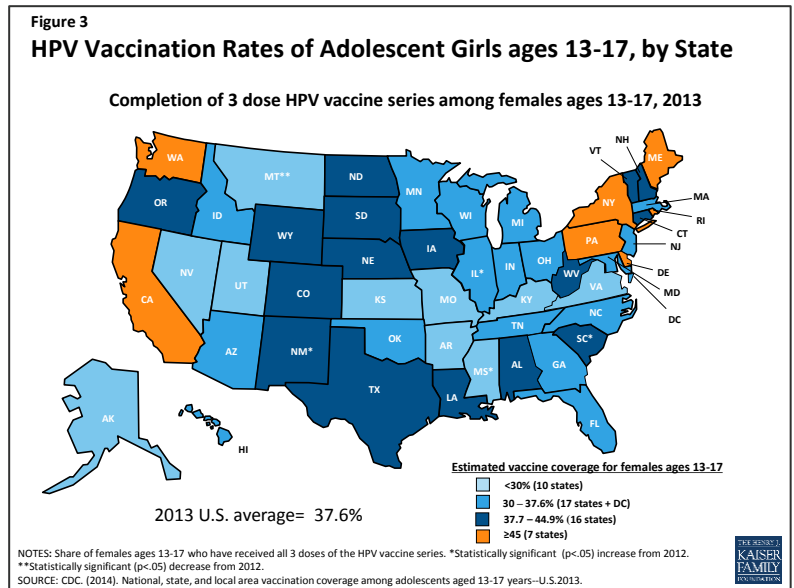 Figure 3
HPV Vaccination Rates of Adolescent Girls ages 13-17, by State
Completion of 3 dose HPV vaccine series among females ages 13-17, 2013
WA
OR
CA
ID
NV
MT**
WY
UT
AZ
CO
NM*
ND
SD
NE
KS
OK
TX
MN
IA
MO
AR
LA
WI
IL*
MI
IN
OH
KY
TN
MS*
AL
GA
FL
SC*
NC
VA
WV
PA
NY
VT
NH
ME
MA
RI
CT
NJ
DE
MD
DC
AK
HI
2013 U.S. average= 37.6%
Estimated vaccine coverage for females ages 13-17
<30% (10 states)
30 – 37.6% (17 states + DC)
37.7 – 44.9% (16 states)
≥45 (7 states)
NOTES: Share of females ages 13-17 who have received all 3 doses of the HPV vaccine series. *Statistically significant (p<.05) increase from 2012.
**Statistically significant (p<.05) decrease from 2012.
SOURCE: CDC. (2014). National, state, and local area vaccination coverage among adolescents aged 13-17 years--U.S.2013.
THE HENRY J.
KAISER
FAMILY
FOUNDATION